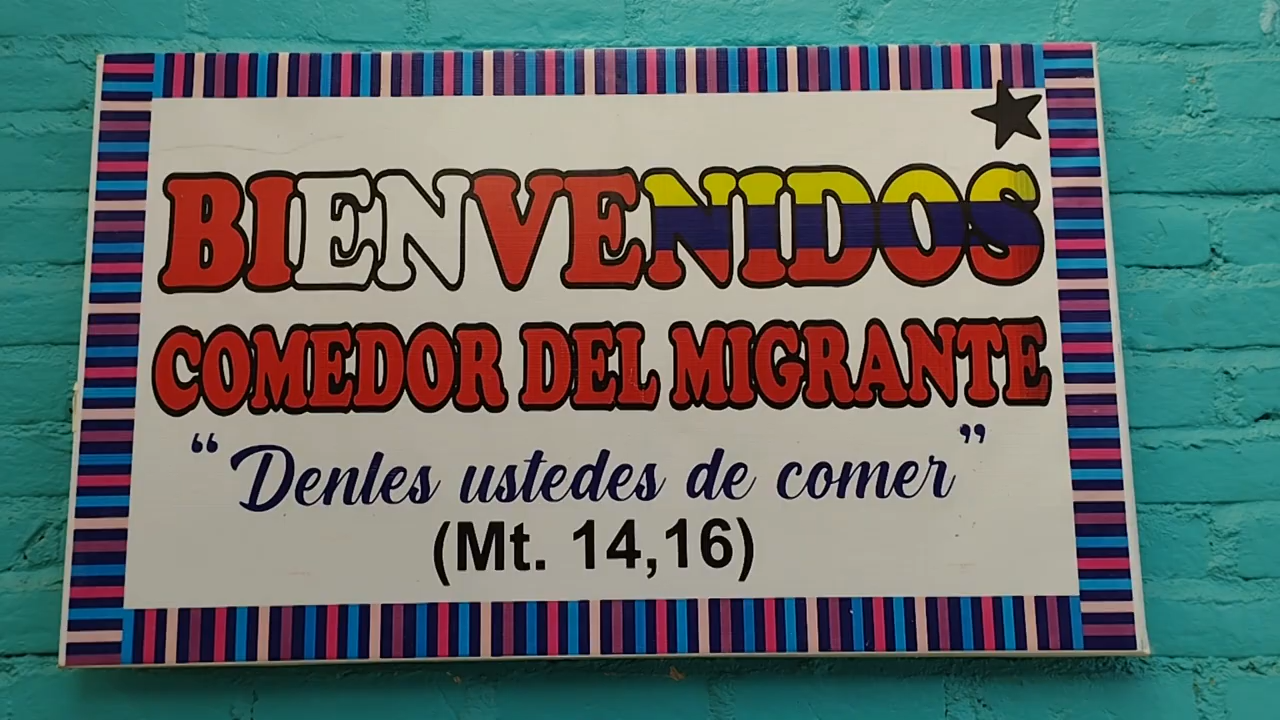 BIENVENIDOS
COMEDOR DEL MIGRANTE
“Denles ustedes de comer”
(Mt. 14,16)